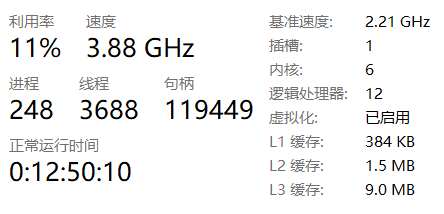 利用率 速度
11% 3.88 GHz
进程 线程 句柄
248 3688 119449
正常运行时间
0:12:50:10
基准速度: 2.21 GHz
插槽: 1
内核: 6
逻辑处理器: 12
虚拟化: 已启用
L1 缓存: 384 KB
L2 缓存: 1.5 MB
L3 缓存: 9.0 MB